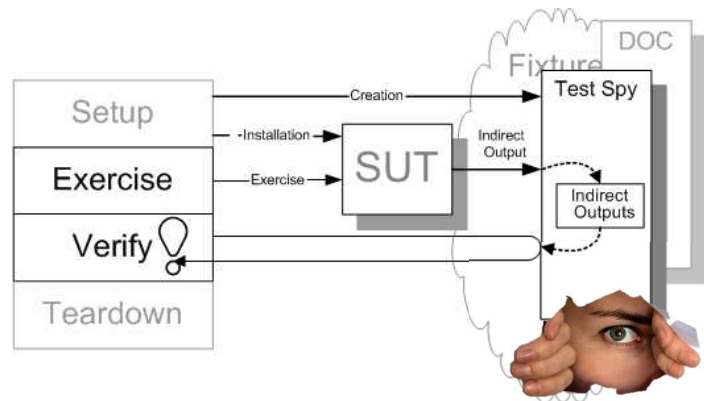 DOC
Fixture
Test Spy
Creation
Setup
-Installation
Indirect
Output
SUT
Exercise
Exercise
Indirect
Outputs
Verify !
Teardown